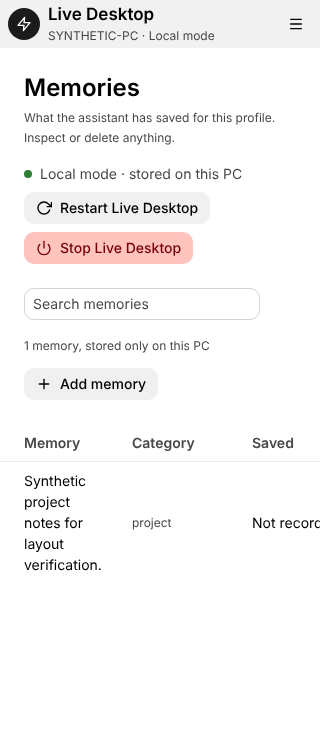 Live Desktop
SYNTHETIC-PC · Local mode
Memories
What the assistant has saved for this profile.
Inspect or delete anything.
Local mode · stored on this PC
Restart Live Desktop
Stop Live Desktop
Search memories
1 memory, stored only on this PC
Add memory
Memory Category Saved
Synthetic
project
notes for
layout
verification.
project
Not record